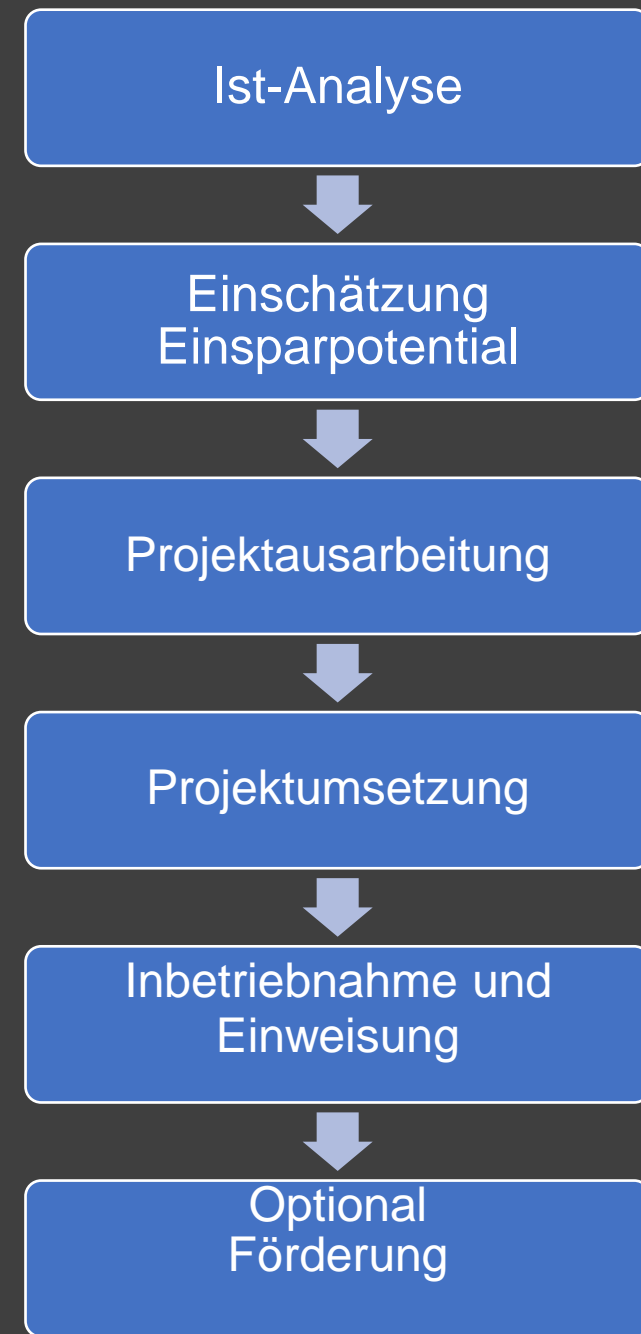 Ist-Analyse
Einschätzung
Einsparpotential
Projektausarbeitung
Projektumsetzung
Inbetriebnahme und
Einweisung
Optional
Förderung